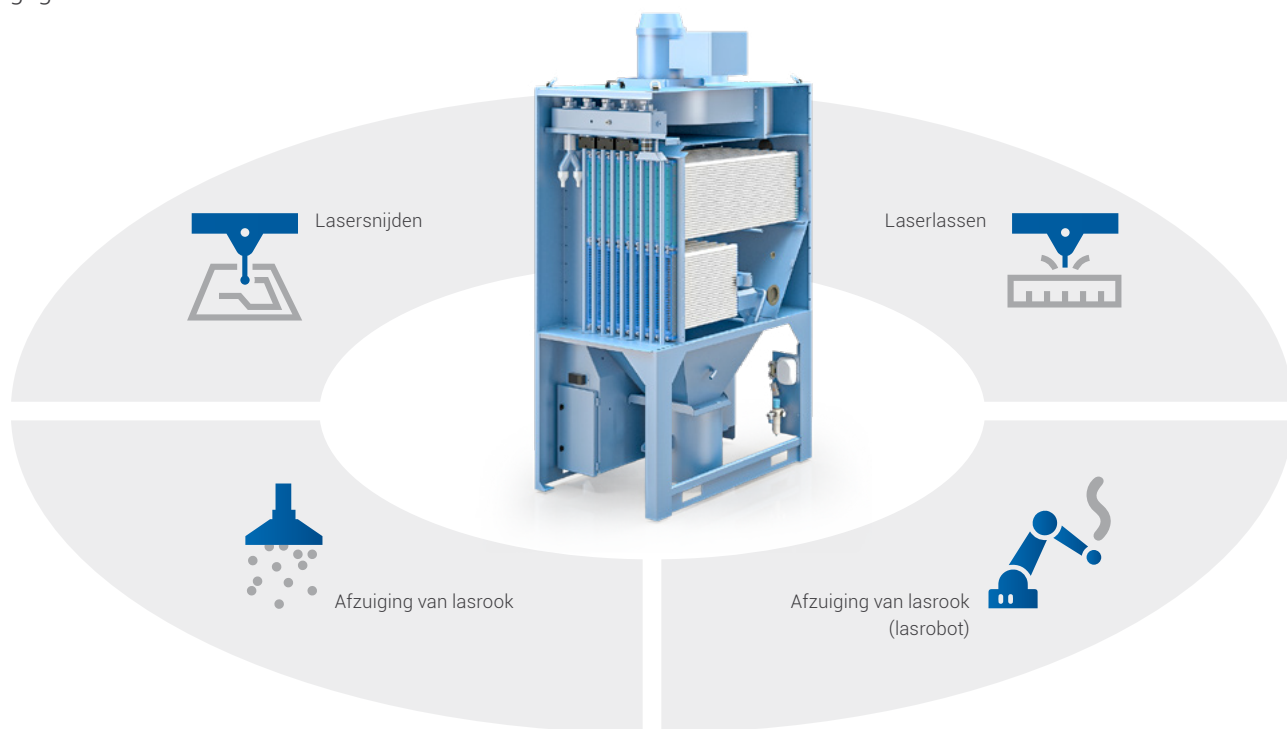 Lasersnijden
Laserlassen
Afzuiging van lasrook
Afzuiging van lasrook
(lasrobot)